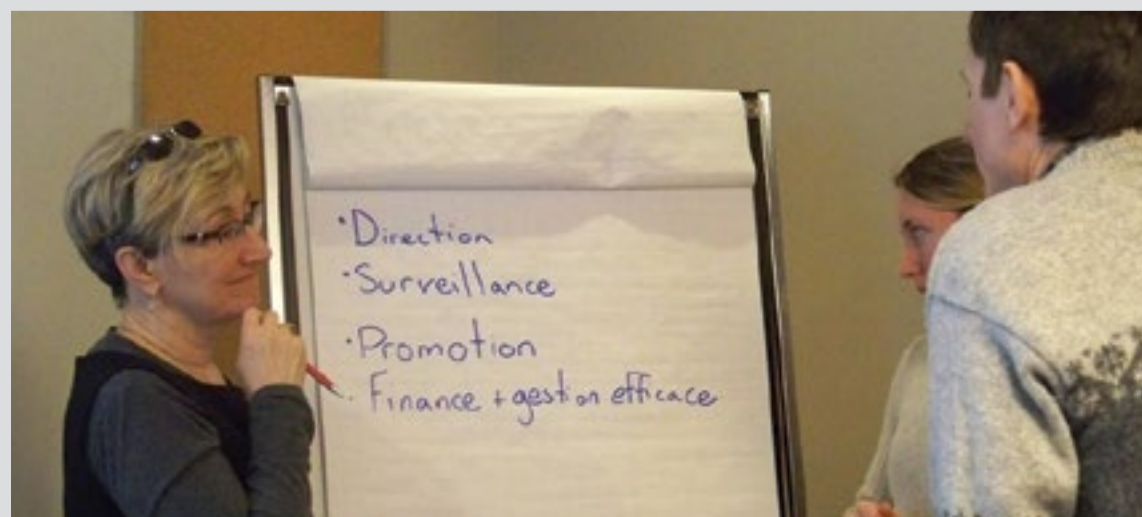 •Direction
•Surveillance
•Promotion
• Finance + gestion efficace